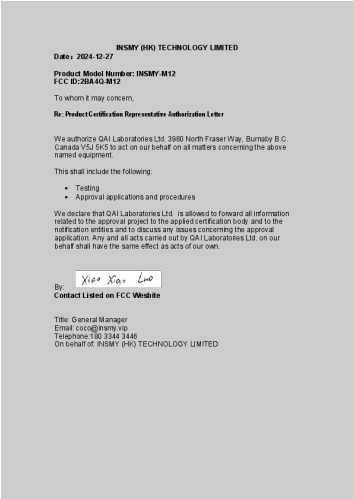 INSMY (HK) TECHNOLOGY LIMITED
Date：2024-12-27
Product Model Number: INSMY-M12
FCC ID:2BA4Q-M12
To whom it may concern,
Re: Product Certification Representative Authorization Letter
We authorize QAI Laboratories Ltd. 3980 North Fraser Way, Burnaby B.C.
Canada V5J 5K5 to act on our behalf on all matters concerning the above
named equipment.
This shall include the following:
• Testing
• Approval applications and procedures
We declare that QAI Laboratories Ltd. is allowed to forward all information
related to the approval project to the applied certification body and to the
notification entities and to discuss any issues concerning the approval
application. Any and all acts carried out by QAI Laboratories Ltd. on our
behalf shall have the same effect as acts of our own.
Xiao Xiao Luo
By:
Contact Listed on FCC Wesbite
Title: General Manager
Email: coco@insmy.vip
Telephone:180 3344 3446
On behalf of: INSMY (HK) TECHNOLOGY LIMITED